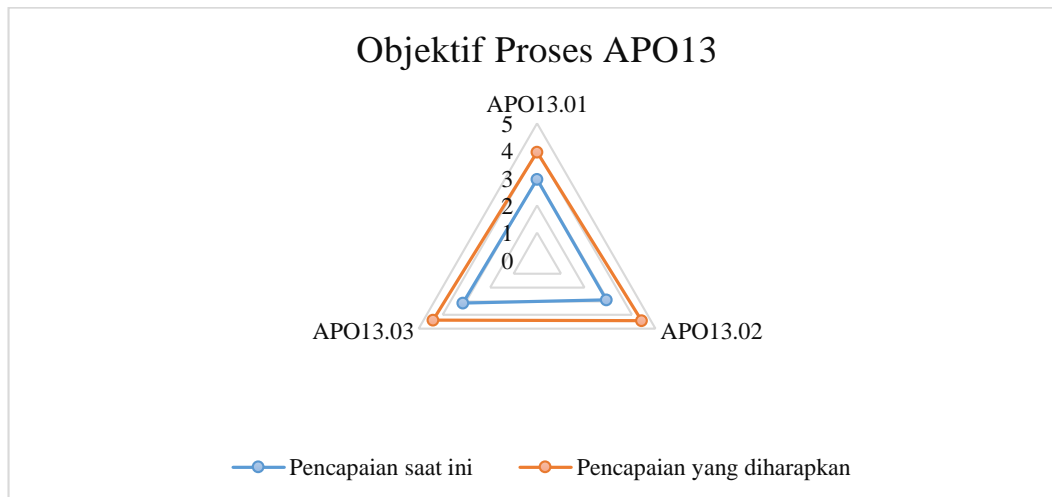 Objektif Proses APO13
APO13.01
5
4
3
2
1
0
APO13.03
APO13.02
Pencapaian saat ini
Pencapaian yang diharapkan